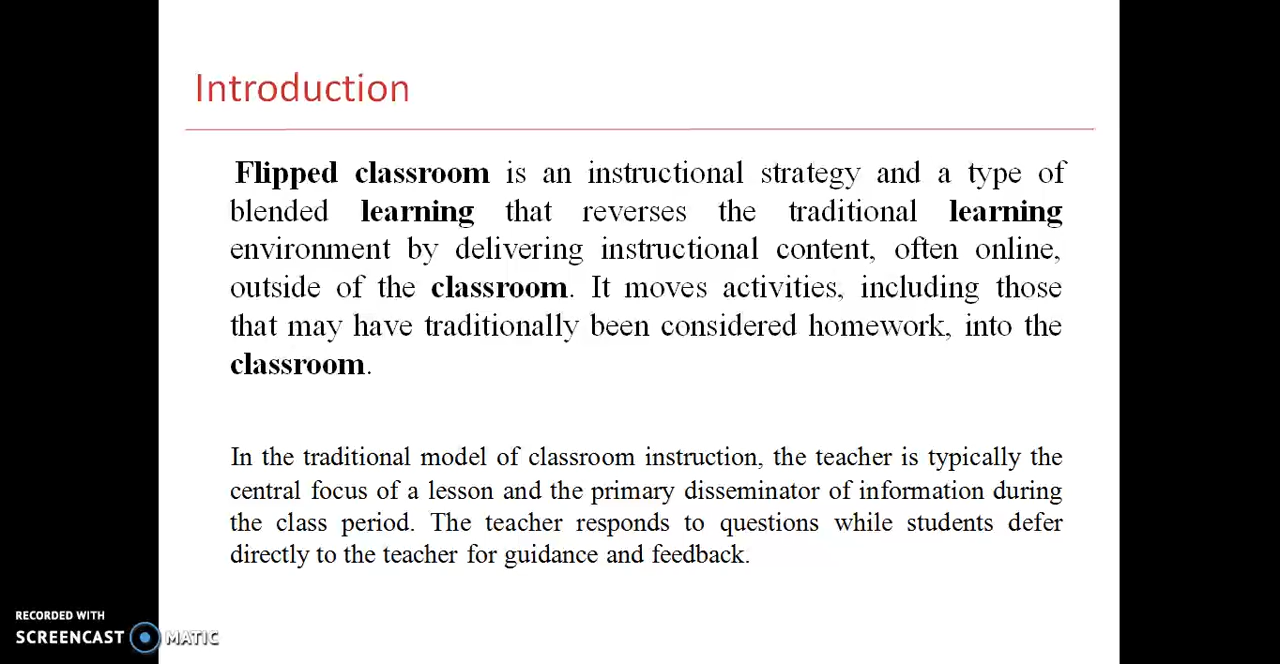 Introduction
Flipped classroom is an instructional strategy and a type of
blended learning that reverses the traditional learning
environment by delivering instructional content, often online,
outside of the classroom. It moves activities, including those
that may have traditionally been considered homework, into the
classroom.
In the traditional model of classroom instruction, the teacher is typically the
central focus of a lesson and the primary disseminator of information during
the class period. The teacher responds to questions while students defer
directly to the teacher for guidance and feedback.
RECORDED WITH
SCREENCAST MATIC